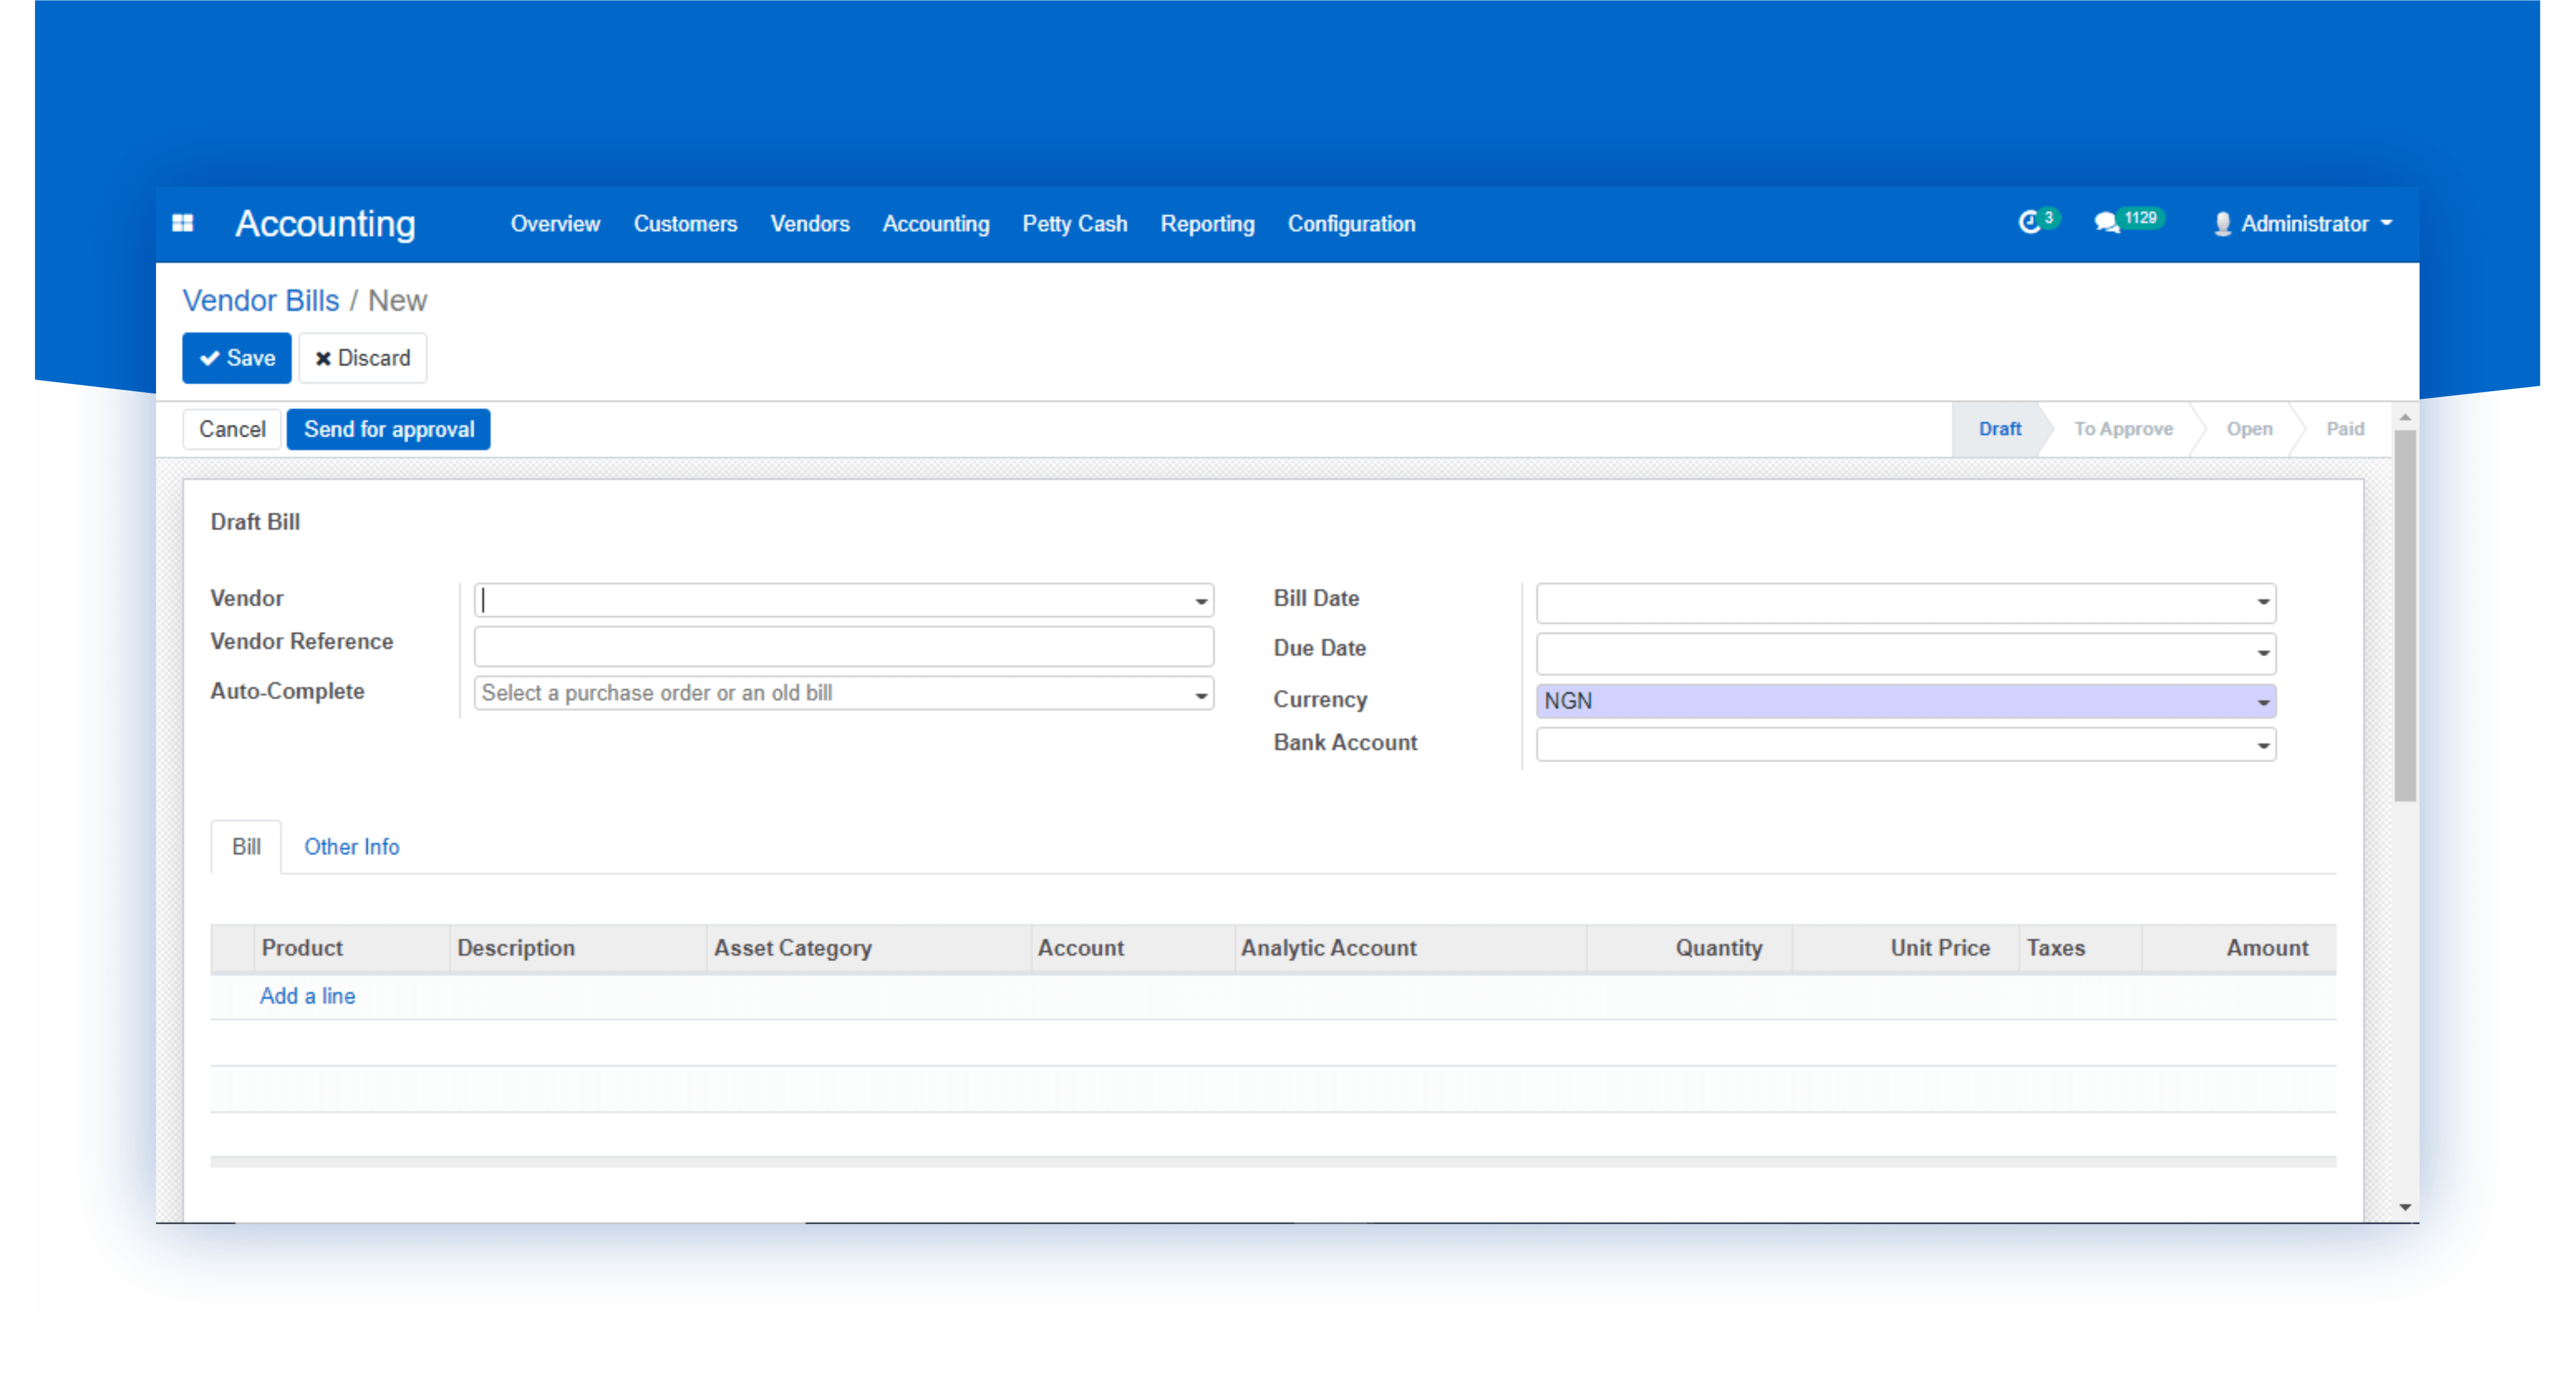 Accounting Overview Customers Vendors Accounting Petty Cash Reporting Configuration 3 1129 Administrator
Vendor Bills / New
Save Discard
Cancel Send for approval Draft To Approve Open Paid
Draft Bill
Vendor Bill Date
Vendor Reference Due Date
Auto-Complete Select a purchase order or an old bill Currency NGN
Bank Account
Bill Other Info
Product Description Asset Category Account Analytic Account Quantity Unit Price Taxes Amount
Add a line